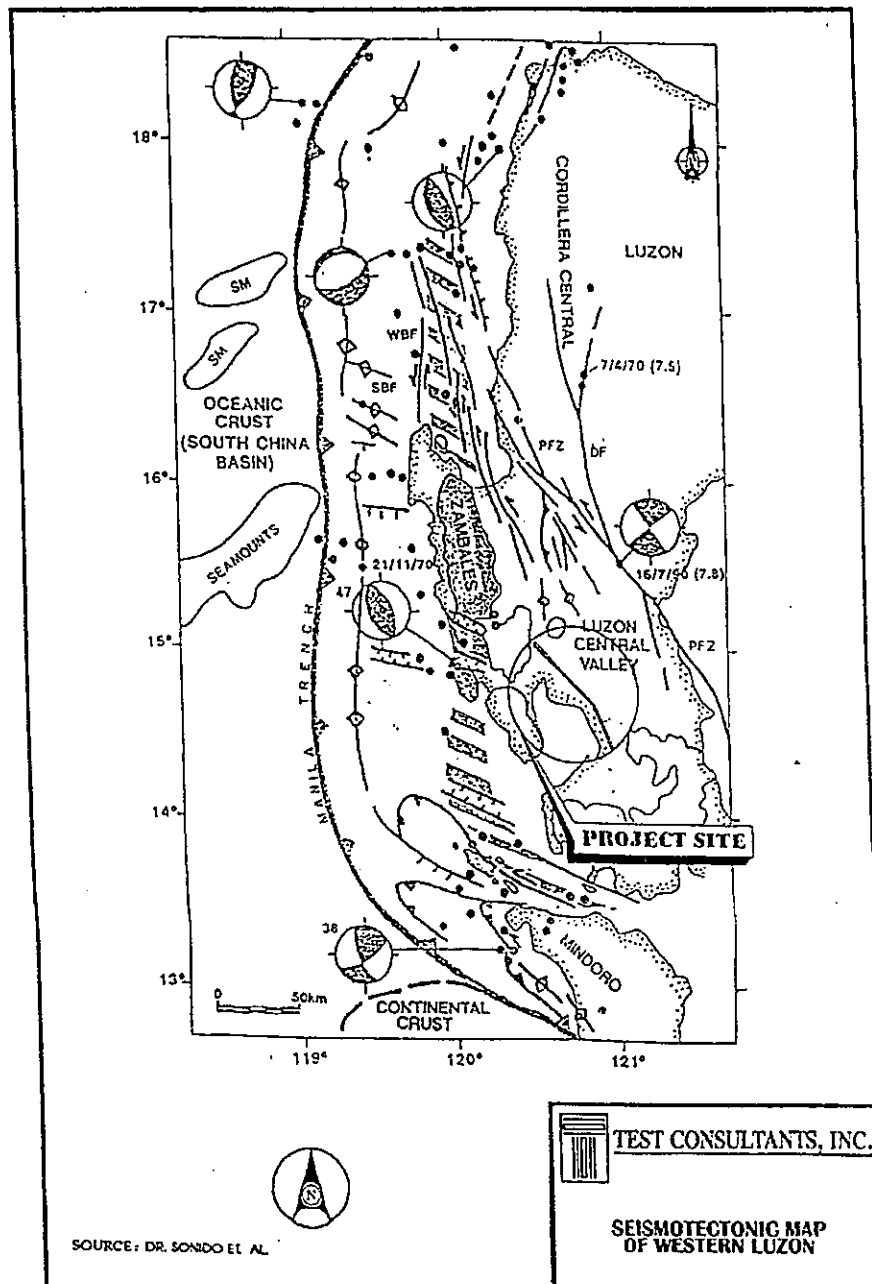 18°
CORDILLERA CENTRAL
LUZON
SM
17°
WBF
7/4/70 (7.5)
SM
SBF
OCEANIC
CRUST
(SOUTH CHINA
BASIN)
PFZ
DF
16°
ZAMBALES
SEAMOUNTS
21/11/70
16/7/90 (7.8)
47
LUZON
CENTRAL
VALLEY
15°
PFZ
MANILA TRENCH
14°
PROJECT SITE
38
MINDORO
13°
0 50km
CONTINENTAL
CRUST
119° 120° 121°
TEST CONSULTANTS, INC.
N
SEISMOTECTONIC MAP
OF WESTERN LUZON
SOURCE: DR. SONIDO ET AL